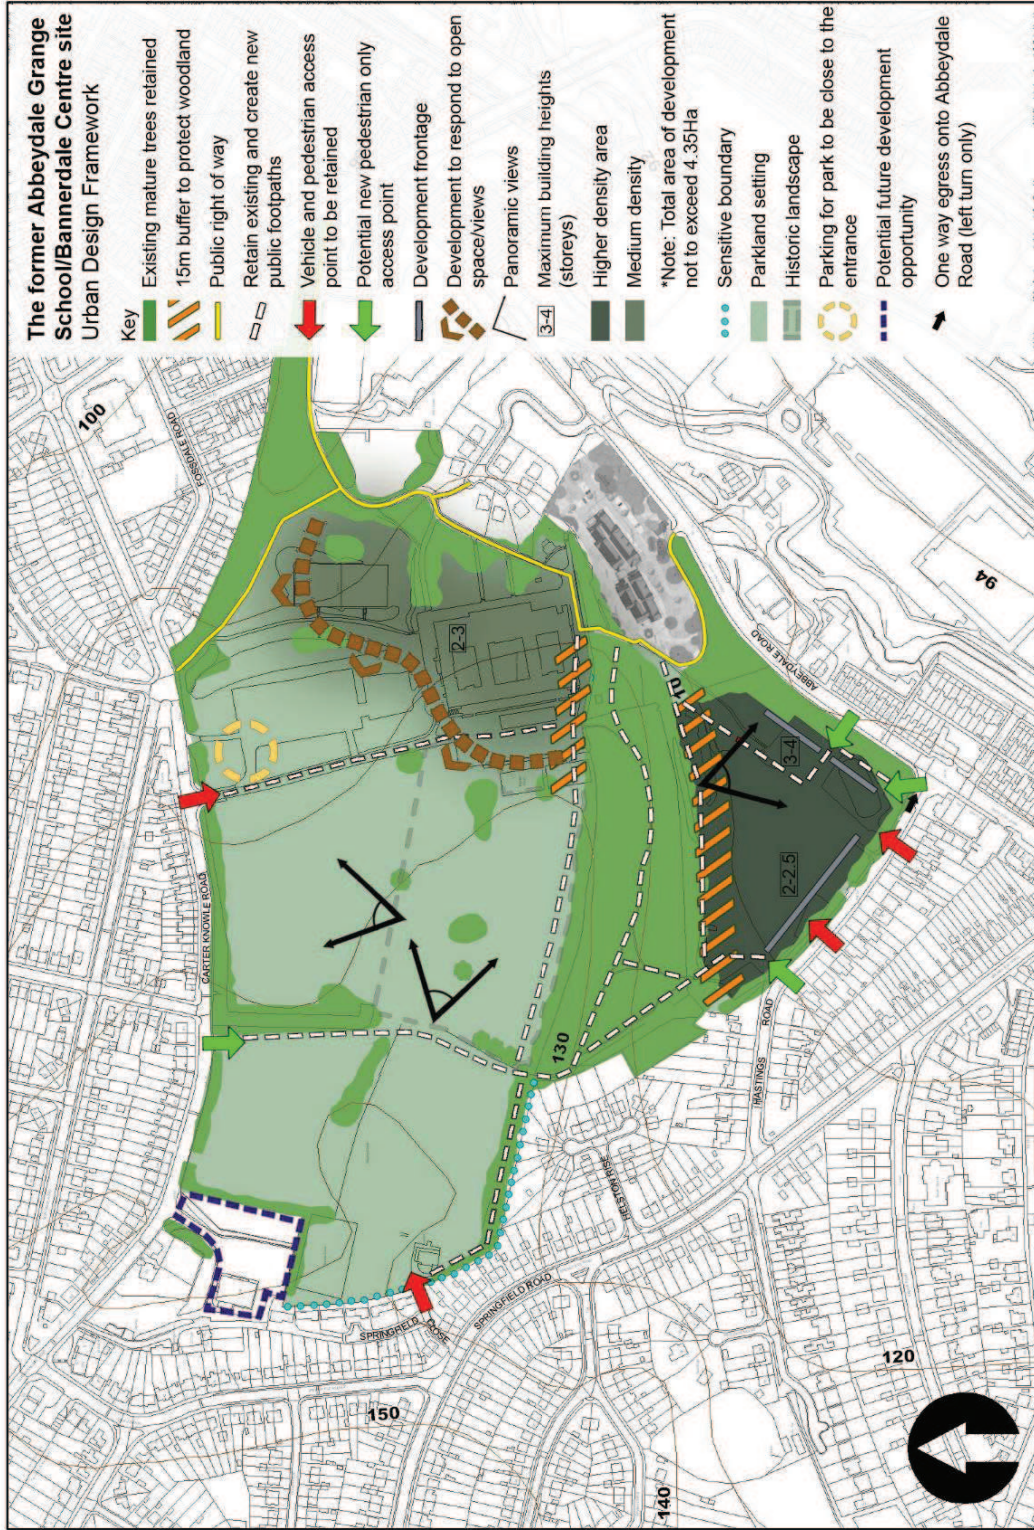 The former Abbeydale Grange
School/Bannerdale Centre site
Urban Design Framework
Key
Existing mature trees retained
15m buffer to protect woodland
Public right of way
Retain existing and create new
public footpaths
Vehicle and pedestrian access
point to be retained
Potential new pedestrian only
access point
Development frontage
Development to respond to open
space/views
Panoramic views
3-4
Maximum building heights
(storeys)
Higher density area
Medium density
*Note: Total area of development
not to exceed 4.35Ha
Sensitive boundary
Parkland setting
Historic landscape
Parking for park to be close to the
entrance
Potential future development
opportunity
One way egress onto Abbeydale
Road (left turn only)
100
FOSSDALE ROAD
CARTER KNOWLE ROAD
2-3
110
3-4
2-2.5
ABBEYDALE ROAD
94
130
HASTINGS ROAD
HELSTON RISE
SPRINGFIELD ROAD
SPRINGFIELD CLOSE
150
140
120